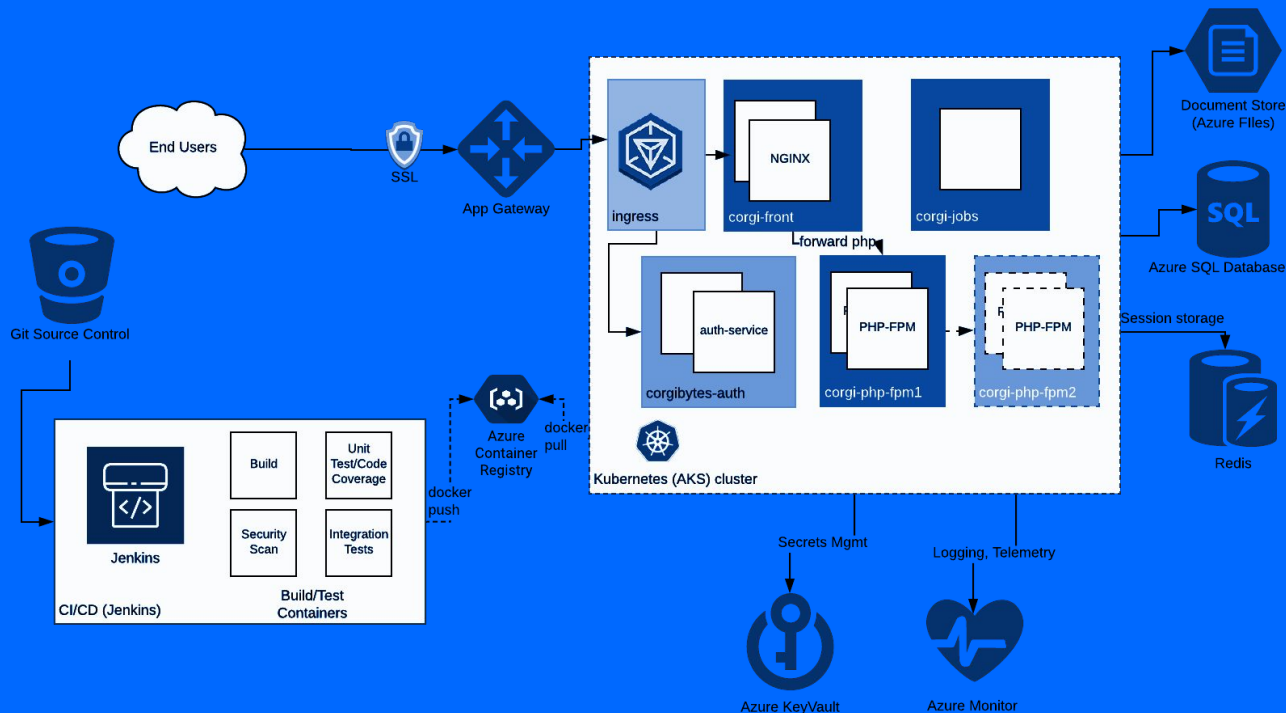 End Users
SSL
App Gateway
ingress
NGINX
corgi-front
corgi-jobs
forward php
auth-service
corgibytes-auth
PHP-FPM
corgi-php-fpm1
PHP-FPM
corgi-php-fpm2
Kubernetes (AKS) cluster
Document Store
(Azure FIles)
SQL
Azure SQL Database
Session storage
Redis
Git Source Control
Jenkins
Build
Unit
Test/Code
Coverage
Security
Scan
Integration
Tests
Build/Test
Containers
CI/CD (Jenkins)
docker
push
Azure
Container
Registry
docker
pull
Secrets Mgmt
Azure KeyVault
Logging, Telemetry
Azure Monitor